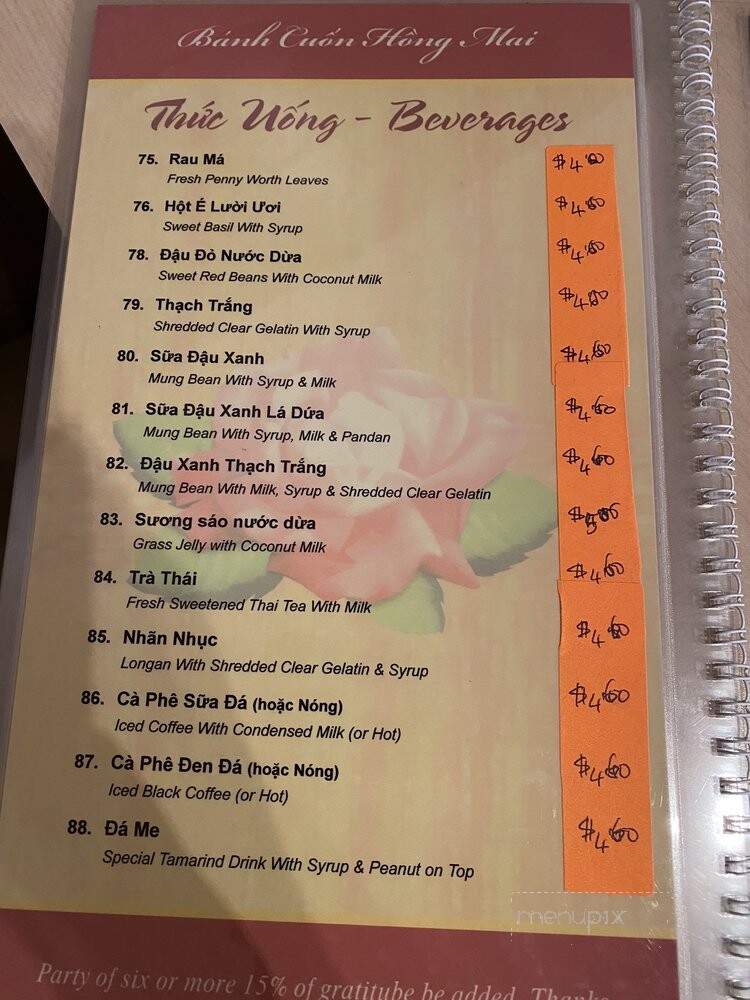 Bánh Cuốn Hồng Mai
Thức Uống - Beverages
75. Rau Má
Fresh Penny Worth Leaves
76. Hột É Lười Ươi
Sweet Basil With Syrup
78. Đậu Đỏ Nước Dừa
Sweet Red Beans With Coconut Milk
79. Thạch Trắng
Shredded Clear Gelatin With Syrup
80. Sữa Đậu Xanh $4.60
Mung Bean With Syrup & Milk
81. Sữa Đậu Xanh Lá Dứa $4.60
Mung Bean With Syrup, Milk & Pandan
82. Đậu Xanh Thạch Trắng $4.60
Mung Bean With Milk, Syrup & Shredded Clear Gelatin
83. Sương sáo nước dừa
Grass Jelly with Coconut Milk
84. Trà Thái $4.60
Fresh Sweetened Thai Tea With Milk
85. Nhãn Nhục $4.60
Longan With Shredded Clear Gelatin & Syrup
86. Cà Phê Sữa Đá (hoặc Nóng) $4.60
Iced Coffee With Condensed Milk (or Hot)
87. Cà Phê Đen Đá (hoặc Nóng) $4.60
Iced Black Coffee (or Hot)
88. Đá Me $4.60
Special Tamarind Drink With Syrup & Peanut on Top
menupix
Party of six or more 15% of gratitube be added.